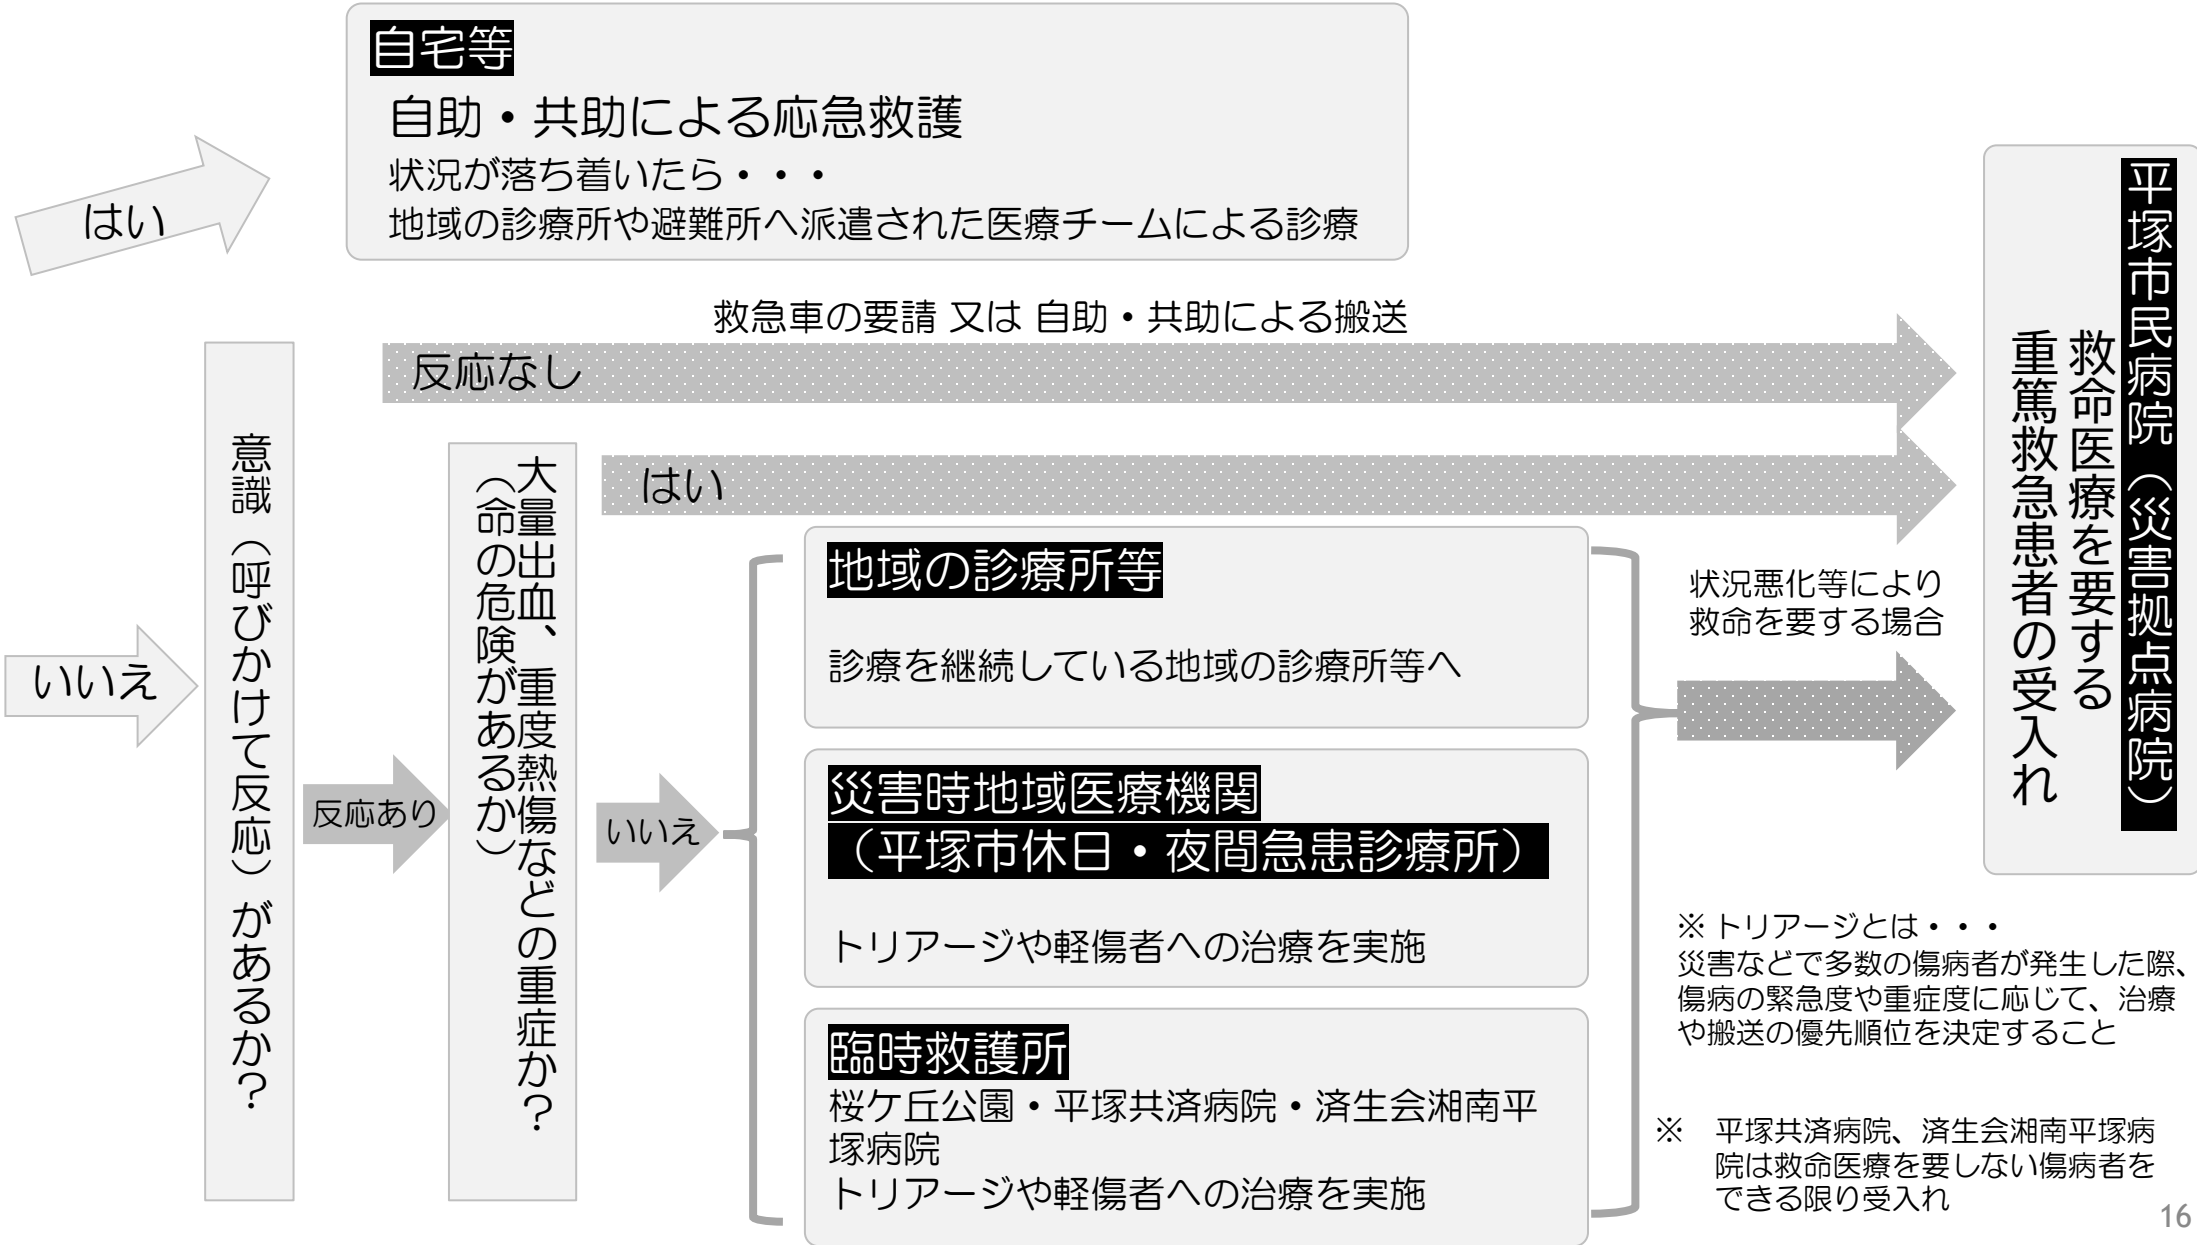 自宅等
自助・共助による応急救護
状況が落ち着いたら・・・
地域の診療所や避難所へ派遣された医療チームによる診療
はい
いいえ
意識（呼びかけて反応）があるか？
救急車の要請 又は 自助・共助による搬送
反応なし
反応あり
大量出血、重度熱傷などの重症か？
（命の危険があるか）
はい
いいえ
地域の診療所等
診療を継続している地域の診療所等へ
災害時地域医療機関
（平塚市休日・夜間急患診療所）
トリアージや軽傷者への治療を実施
臨時救護所
桜ケ丘公園・平塚共済病院・済生会湘南平
塚病院
トリアージや軽傷者への治療を実施
状況悪化等により
救命を要する場合
平塚市民病院（災害拠点病院）
救命医療を要する
重篤救急患者の受入れ
※ トリアージとは・・・
災害などで多数の傷病者が発生した際、
傷病の緊急度や重症度に応じて、治療
や搬送の優先順位を決定すること
※　平塚共済病院、済生会湘南平塚病
院は救命医療を要しない傷病者を
できる限り受入れ
16